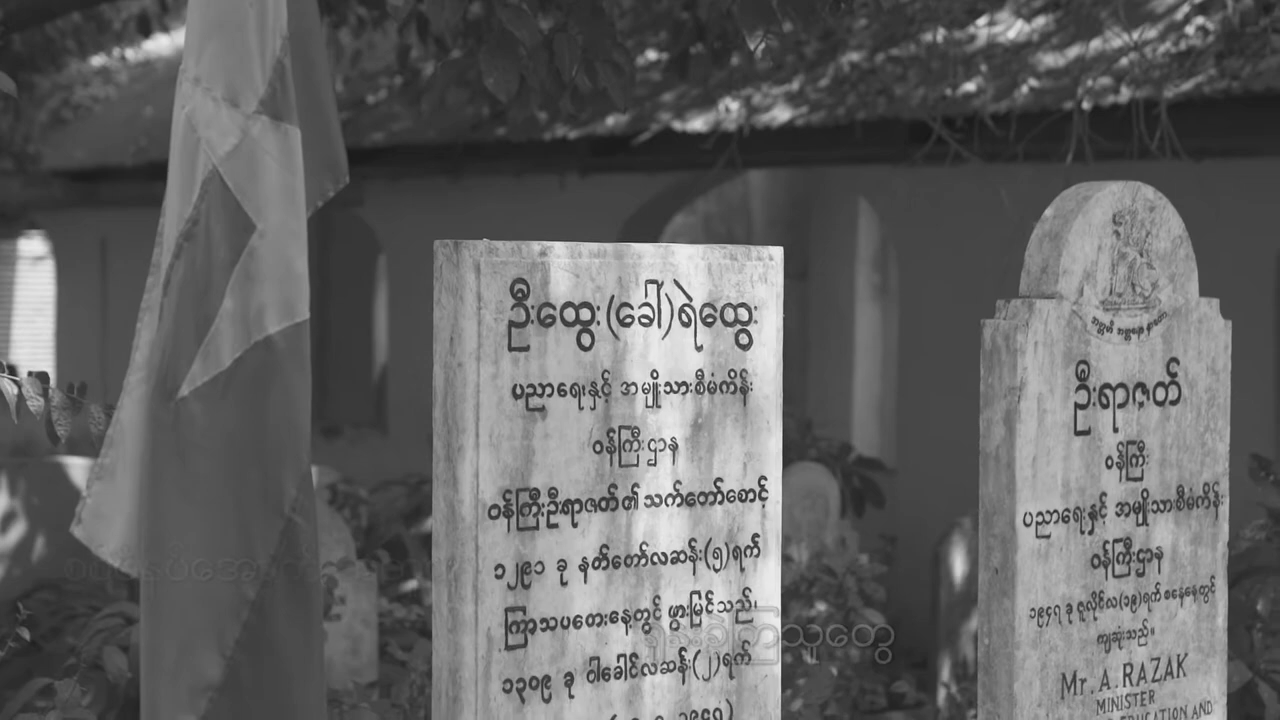 ဦးထွေး(ခေါ်)ရဲထွေး
ပညာရေးနှင့် အမျိုးသားစီမံကိန်း
ဝန်ကြီးဌာန
ဝန်ကြီးဦးရာဇတ်၏သက်တော်စောင့်
၁၂၉၁ ခု နတ်တော်လဆန်း(၅)ရက်
ကြာသပတေးနေ့တွင် ဖွားမြင်သည်၊
၁၃၀၉ ခု ဝါခေါင်လဆန်း(၂)ရက်
ဦးရာဇတ်
ဝန်ကြီး
ပညာရေးနှင့် အမျိုးသားစီမံကိန်း
ဝန်ကြီးဌာန
၁၉၄၇ ခု ဇူလိုင်လ(၁၉)ရက် စနေနေ့တွင်
ကျဆုံးသည်။
Mr. A. RAZAK
MINISTER
EDUCATION AND